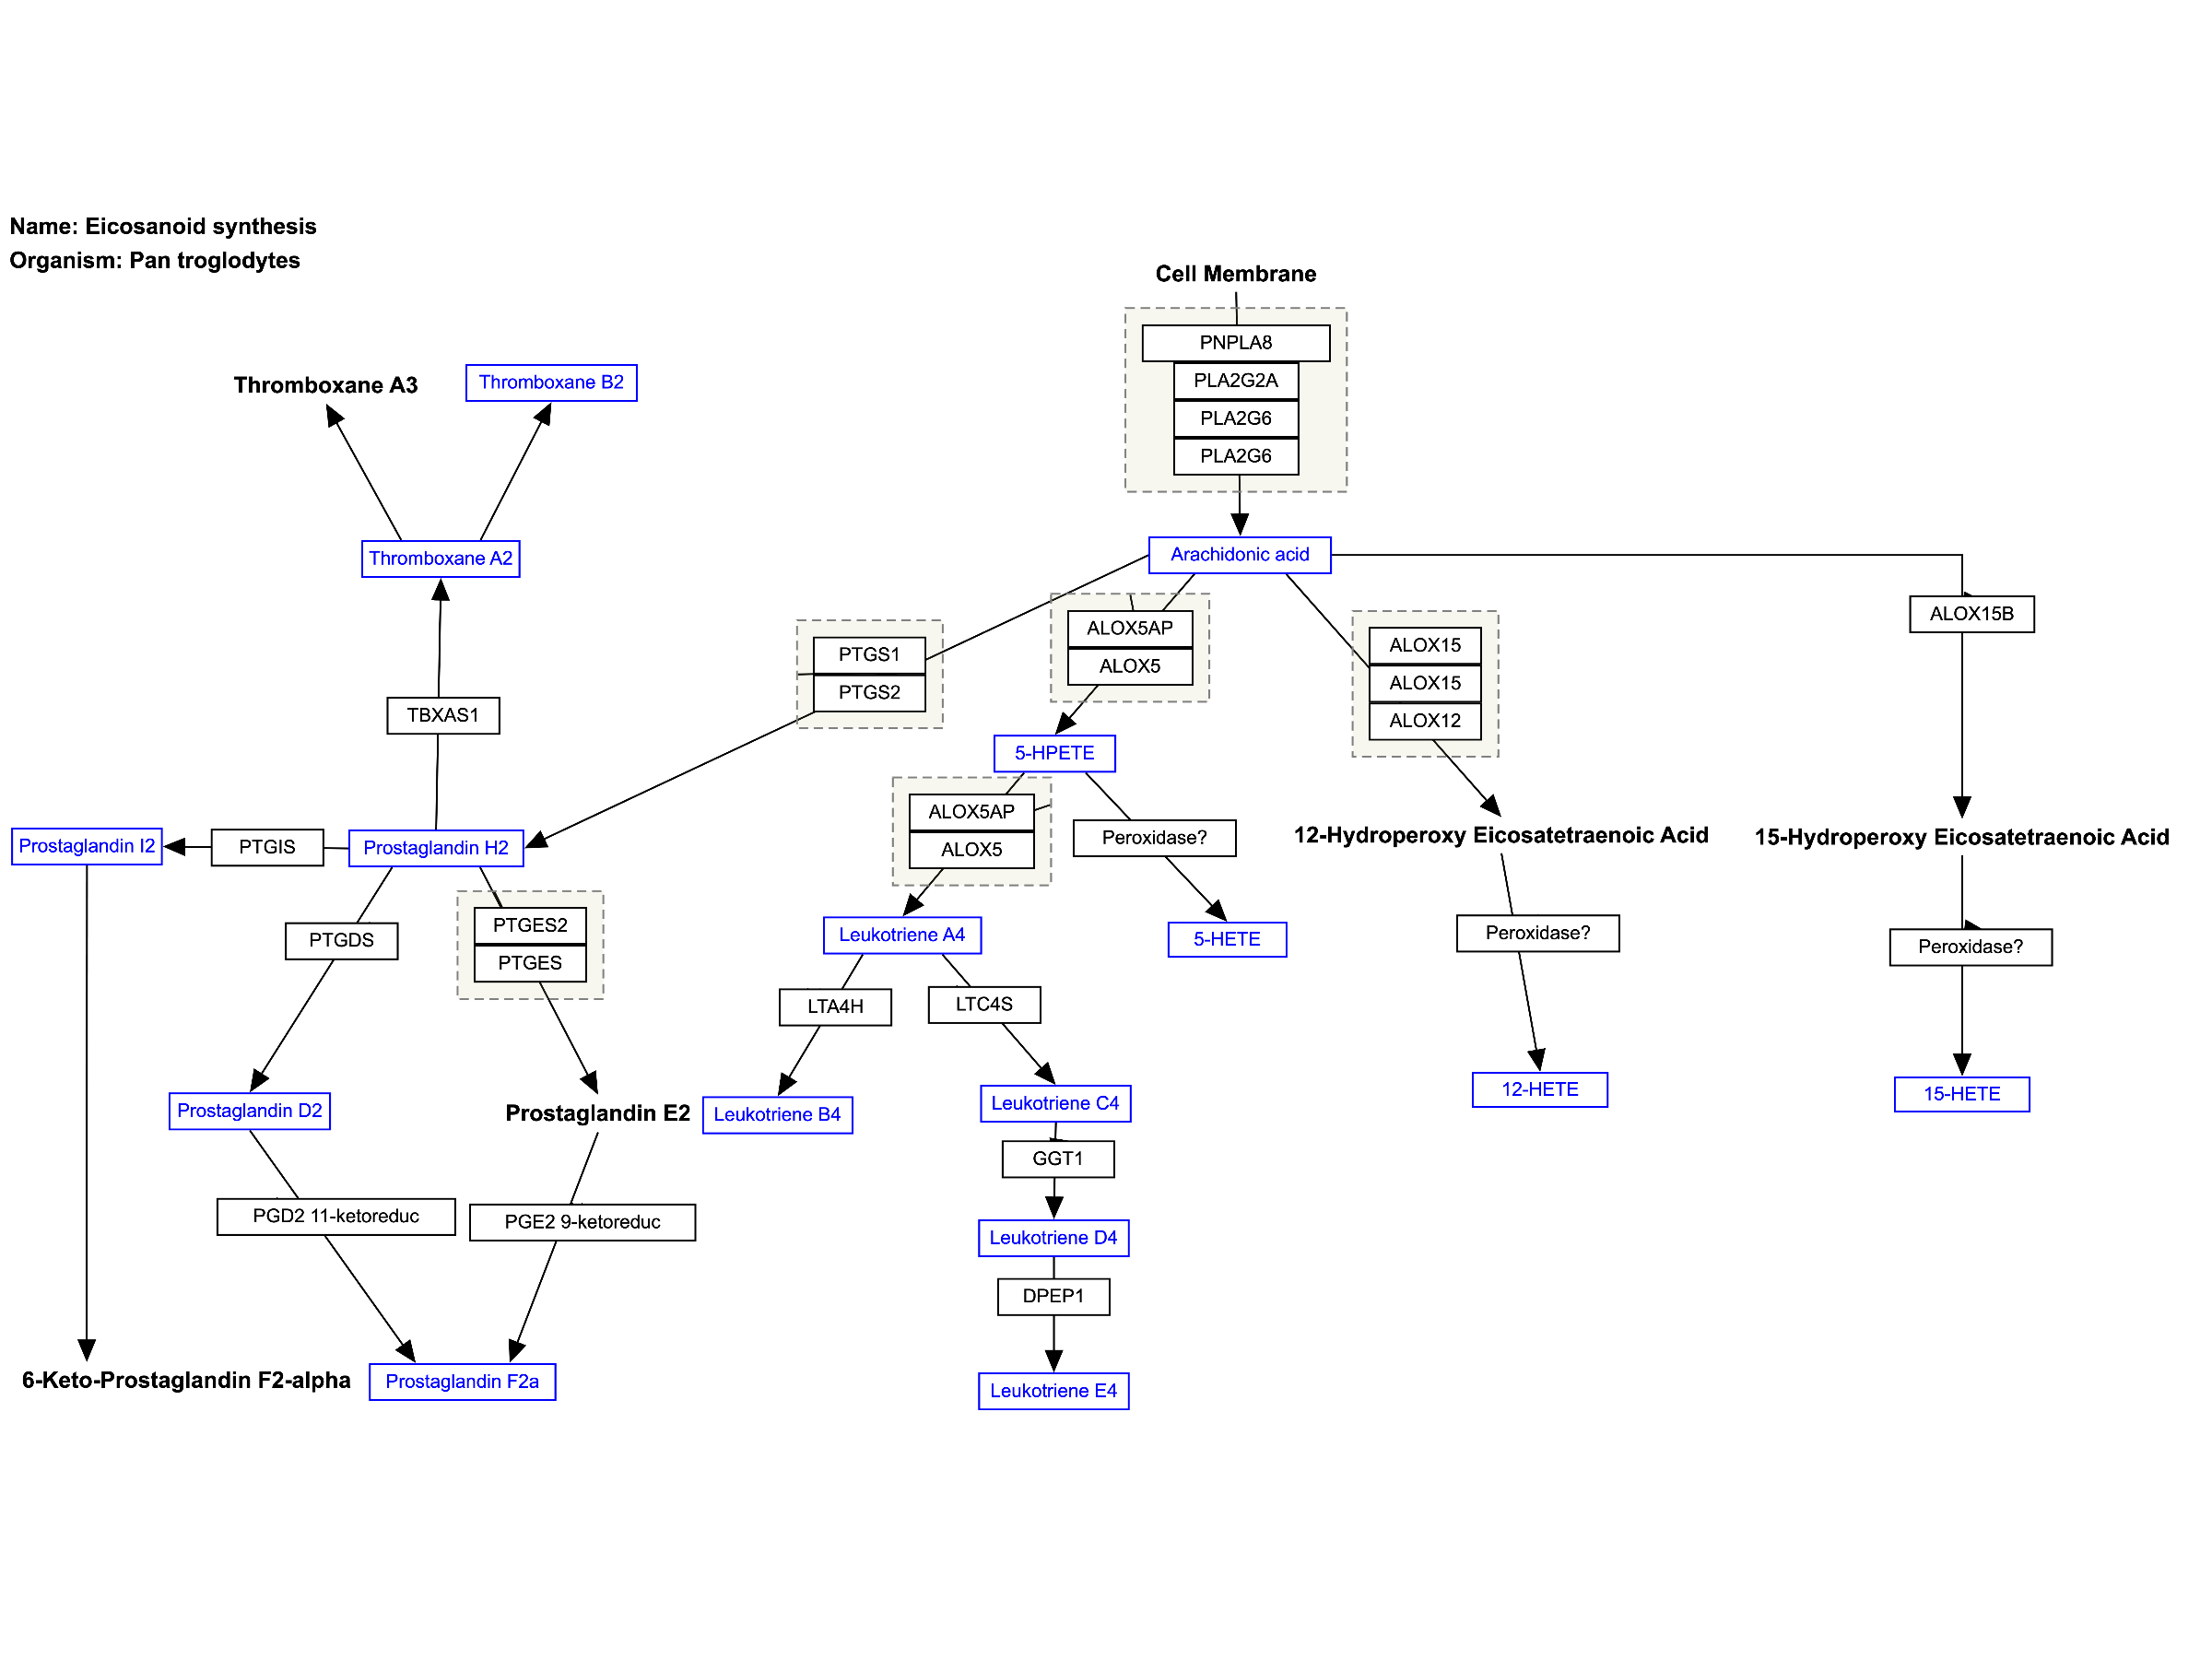 Name: Eicosanoid synthesis
Organism: Pan troglodytes
Cell Membrane
PNPLA8
PLA2G2A
PLA2G6
PLA2G6
Thromboxane A3
Thromboxane B2
Thromboxane A2
Arachidonic acid
TBXAS1
PTGS1
PTGS2
ALOX5AP
ALOX5
ALOX15
ALOX15
ALOX12
ALOX15B
5-HPETE
ALOX5AP
ALOX5
Peroxidase?
12-Hydroperoxy Eicosatetraenoic Acid
15-Hydroperoxy Eicosatetraenoic Acid
Prostaglandin I2
PTGIS
Prostaglandin H2
PTGDS
PTGES2
PTGES
Leukotriene A4
5-HETE
Peroxidase?
Peroxidase?
LTA4H
LTC4S
Prostaglandin D2
Prostaglandin E2
Leukotriene B4
Leukotriene C4
12-HETE
15-HETE
GGT1
PGD2 11-ketoreduc
PGE2 9-ketoreduc
Leukotriene D4
DPEP1
6-Keto-Prostaglandin F2-alpha
Prostaglandin F2a
Leukotriene E4